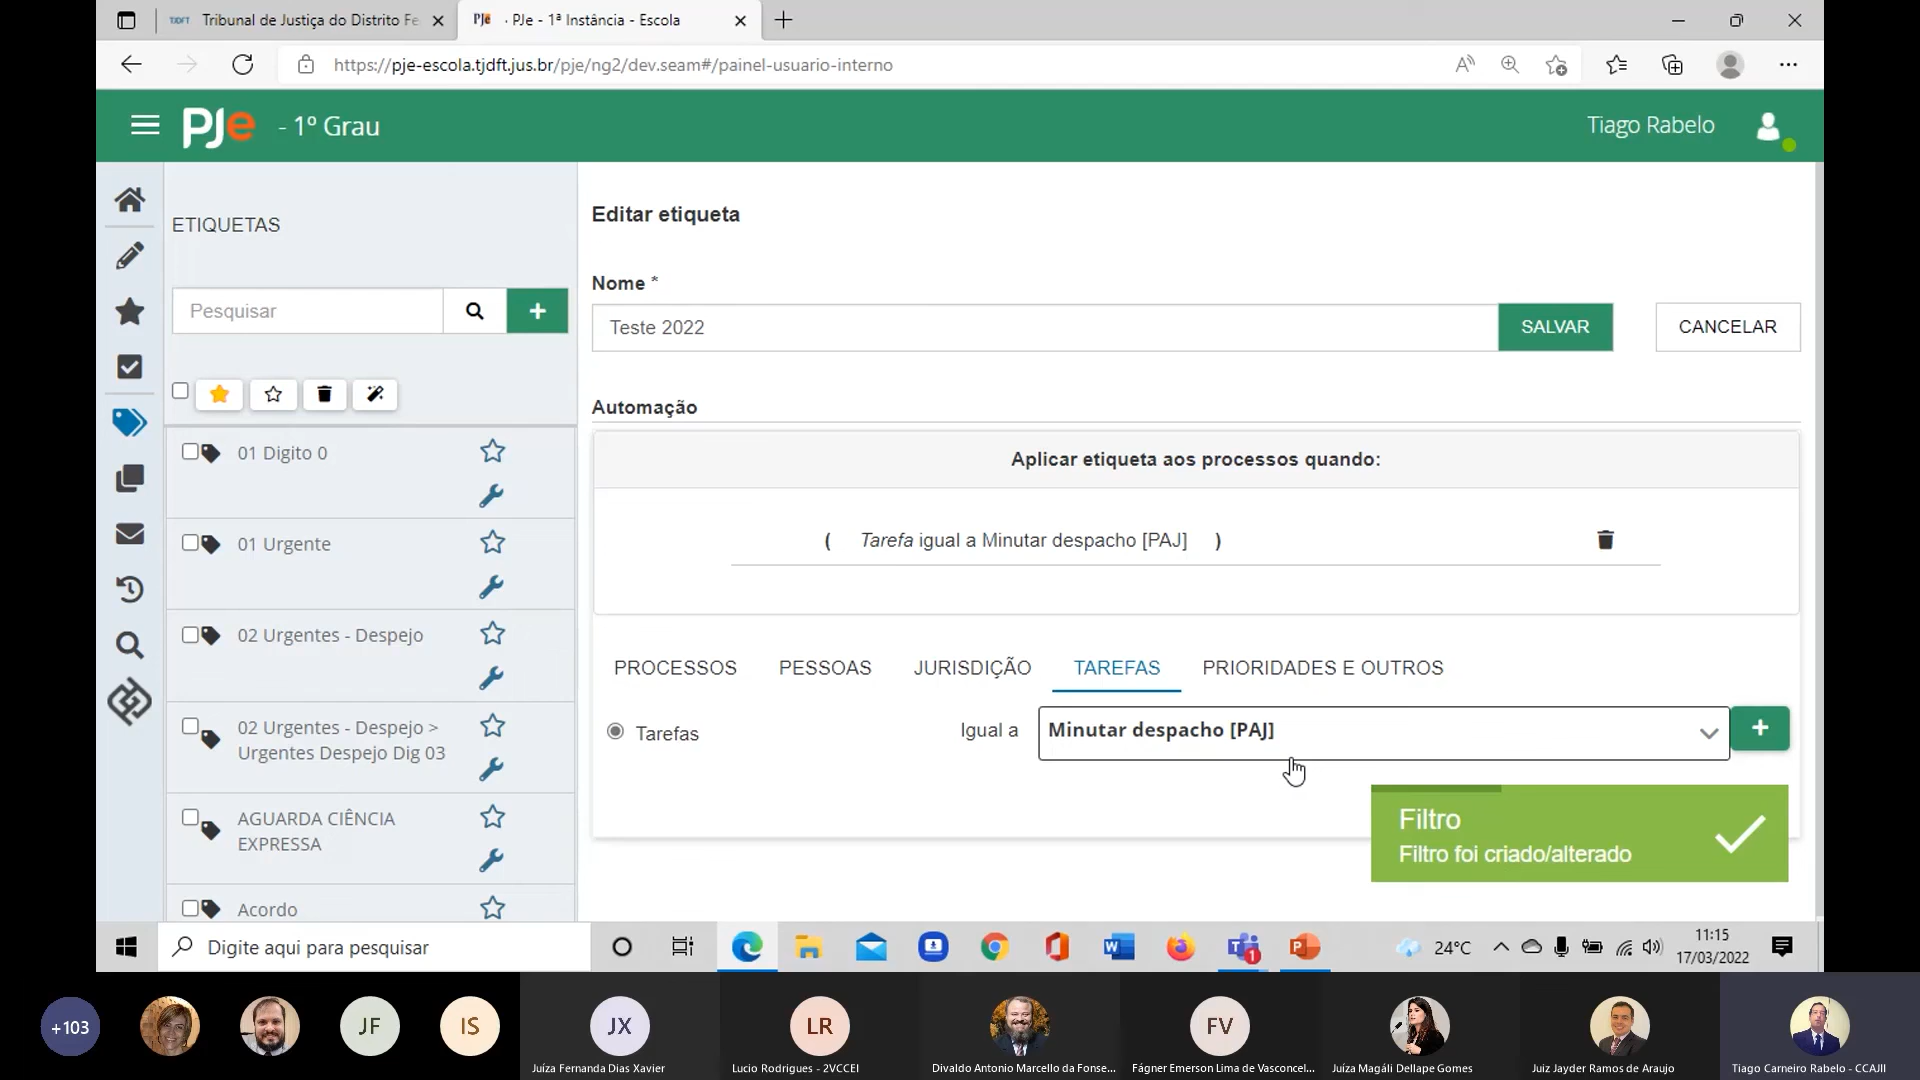 TJDFT Tribunal de Justiça do Distrito Fe
PJe · PJe - 1ª Instância - Escola
https://pje-escola.tjdft.jus.br/pje/ng2/dev.seam#/painel-usuario-interno
PJe - 1º Grau
Tiago Rabelo
ETIQUETAS
Pesquisar
+
01 Digito 0
01 Urgente
02 Urgentes - Despejo
02 Urgentes - Despejo >
Urgentes Despejo Dig 03
AGUARDA CIÊNCIA
EXPRESSA
Acordo
Editar etiqueta
Nome *
Teste 2022
SALVAR
CANCELAR
Automação
Aplicar etiqueta aos processos quando:
( Tarefa igual a Minutar despacho [PAJ] )
PROCESSOS PESSOAS JURISDIÇÃO TAREFAS PRIORIDADES E OUTROS
Tarefas Igual a Minutar despacho [PAJ] +
Filtro
Filtro foi criado/alterado
Digite aqui para pesquisar
1
24°C
11:15
17/03/2022
+103
JF
IS
JX
LR
FV
Juíza Fernanda Dias Xavier
Lucio Rodrigues - 2VCCEI
Divaldo Antonio Marcello da Fonse...
Fágner Emerson Lima de Vasconcel...
Juíza Magáli Dellape Gomes
Juiz Jayder Ramos de Araujo
Tiago Carneiro Rabelo - CCAJII